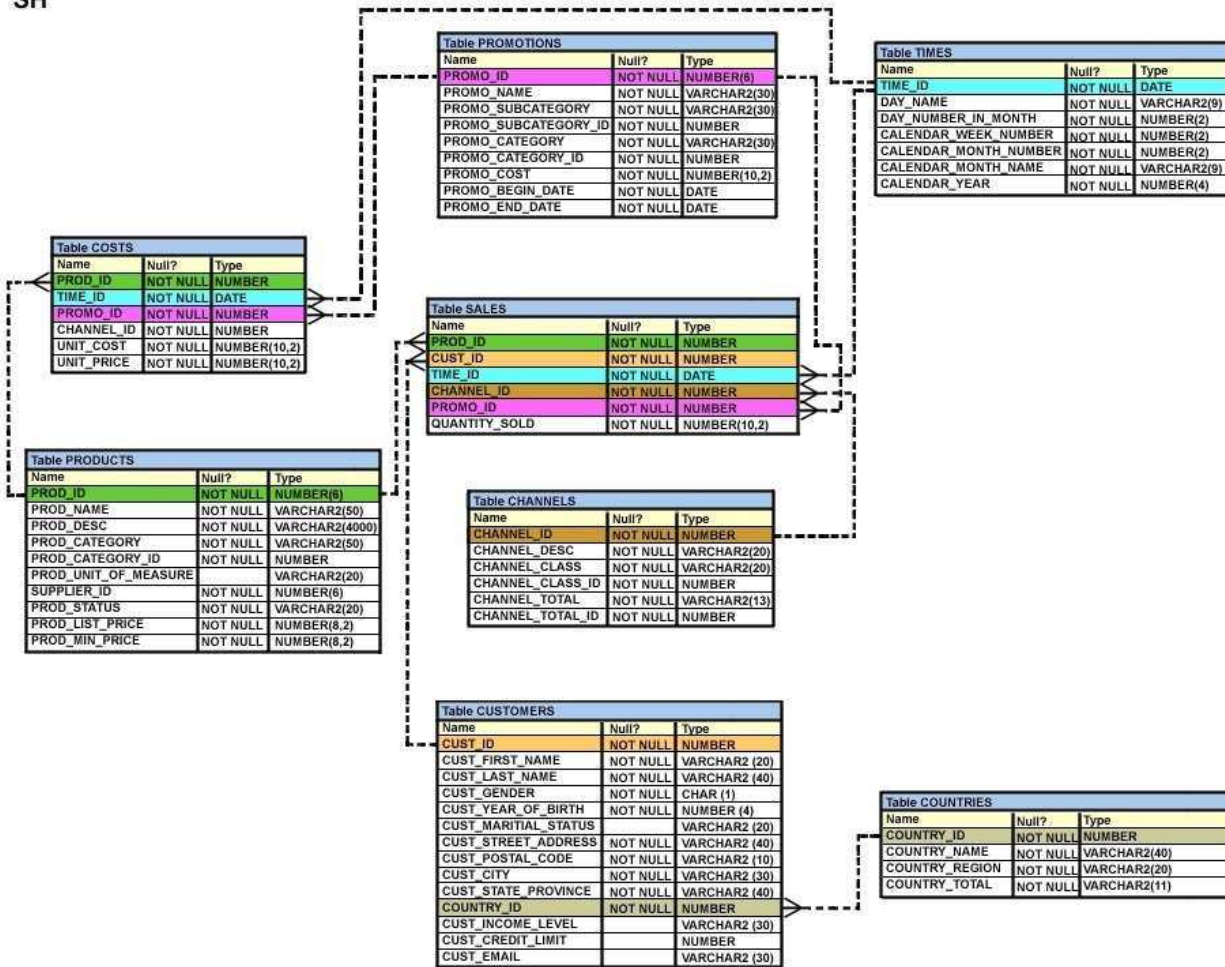 SH
Table PROMOTIONS
Name Null? Type
PROMO_ID NOT NULL NUMBER(6)
PROMO_NAME NOT NULL VARCHAR2(30)
PROMO_SUBCATEGORY NOT NULL VARCHAR2(30)
PROMO_SUBCATEGORY_ID NOT NULL NUMBER
PROMO_CATEGORY NOT NULL VARCHAR2(30)
PROMO_CATEGORY_ID NOT NULL NUMBER
PROMO_COST NOT NULL NUMBER(10,2)
PROMO_BEGIN_DATE NOT NULL DATE
PROMO_END_DATE NOT NULL DATE
Table TIMES
Name Null? Type
TIME_ID NOT NULL DATE
DAY_NAME NOT NULL VARCHAR2(9)
DAY_NUMBER_IN_MONTH NOT NULL NUMBER(2)
CALENDAR_WEEK_NUMBER NOT NULL NUMBER(2)
CALENDAR_MONTH_NUMBER NOT NULL NUMBER(2)
CALENDAR_MONTH_NAME NOT NULL VARCHAR2(9)
CALENDAR_YEAR NOT NULL NUMBER(4)
Table COSTS
Name Null? Type
PROD_ID NOT NULL NUMBER
TIME_ID NOT NULL DATE
PROMO_ID NOT NULL NUMBER
CHANNEL_ID NOT NULL NUMBER
UNIT_COST NOT NULL NUMBER(10,2)
UNIT_PRICE NOT NULL NUMBER(10,2)
Table SALES
Name Null? Type
PROD_ID NOT NULL NUMBER
CUST_ID NOT NULL NUMBER
TIME_ID NOT NULL DATE
CHANNEL_ID NOT NULL NUMBER
PROMO_ID NOT NULL NUMBER
QUANTITY_SOLD NOT NULL NUMBER(10,2)
Table PRODUCTS
Name Null? Type
PROD_ID NOT NULL NUMBER(6)
PROD_NAME NOT NULL VARCHAR2(50)
PROD_DESC NOT NULL VARCHAR2(4000)
PROD_CATEGORY NOT NULL VARCHAR2(50)
PROD_CATEGORY_ID NOT NULL NUMBER
PROD_UNIT_OF_MEASURE VARCHAR2(20)
SUPPLIER_ID NOT NULL NUMBER(6)
PROD_STATUS NOT NULL VARCHAR2(20)
PROD_LIST_PRICE NOT NULL NUMBER(8,2)
PROD_MIN_PRICE NOT NULL NUMBER(8,2)
Table CHANNELS
Name Null? Type
CHANNEL_ID NOT NULL NUMBER
CHANNEL_DESC NOT NULL VARCHAR2(20)
CHANNEL_CLASS NOT NULL VARCHAR2(20)
CHANNEL_CLASS_ID NOT NULL NUMBER
CHANNEL_TOTAL NOT NULL VARCHAR2(13)
CHANNEL_TOTAL_ID NOT NULL NUMBER
Table CUSTOMERS
Name Null? Type
CUST_ID NOT NULL NUMBER
CUST_FIRST_NAME NOT NULL VARCHAR2 (20)
CUST_LAST_NAME NOT NULL VARCHAR2 (40)
CUST_GENDER NOT NULL CHAR (1)
CUST_YEAR_OF_BIRTH NOT NULL NUMBER (4)
CUST_MARITIAL_STATUS VARCHAR2 (20)
CUST_STREET_ADDRESS NOT NULL VARCHAR2 (40)
CUST_POSTAL_CODE NOT NULL VARCHAR2 (10)
CUST_CITY NOT NULL VARCHAR2 (30)
CUST_STATE_PROVINCE NOT NULL VARCHAR2 (40)
COUNTRY_ID NOT NULL NUMBER
CUST_INCOME_LEVEL VARCHAR2 (30)
CUST_CREDIT_LIMIT NUMBER
CUST_EMAIL VARCHAR2 (30)
Table COUNTRIES
Name Null? Type
COUNTRY_ID NOT NULL NUMBER
COUNTRY_NAME NOT NULL VARCHAR2(40)
COUNTRY_REGION NOT NULL VARCHAR2(20)
COUNTRY_TOTAL NOT NULL VARCHAR2(11)